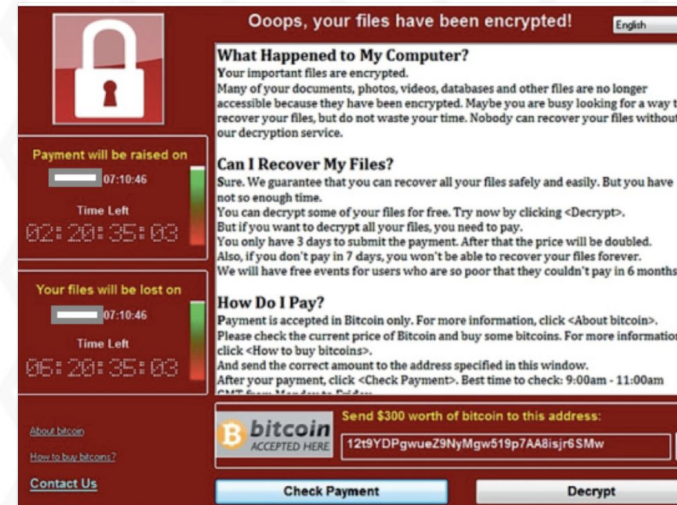 Ooops, your files have been encrypted!
English
What Happened to My Computer?
Your important files are encrypted.
Many of your documents, photos, videos, databases and other files are no longer
accessible because they have been encrypted. Maybe you are busy looking for a way t
recover your files, but do not waste your time. Nobody can recover your files without
our decryption service.
Can I Recover My Files?
Sure. We guarantee that you can recover all your files safely and easily. But you have
not so enough time.
You can decrypt some of your files for free. Try now by clicking <Decrypt>.
But if you want to decrypt all your files, you need to pay.
You only have 3 days to submit the payment. After that the price will be doubled.
Also, if you don't pay in 7 days, you won't be able to recover your files forever.
We will have free events for users who are so poor that they couldn't pay in 6 months
How Do I Pay?
Payment is accepted in Bitcoin only. For more information, click <About bitcoin>.
Please check the current price of Bitcoin and buy some bitcoins. For more information
click <How to buy bitcoins>.
And send the correct amount to the address specified in this window.
After your payment, click <Check Payment>. Best time to check: 9:00am - 11:00am
GMT from Monday to Friday
Payment will be raised on
07:10:46
Time Left
02:20:35:03
Your files will be lost on
07:10:46
Time Left
06:20:35:03
About bitcoin
How to buy bitcoins?
Contact Us
bitcoin
ACCEPTED HERE
Send $300 worth of bitcoin to this address:
12t9YDPgwueZ9NyMgw519p7AA8isjr6SMw
Check Payment
Decrypt